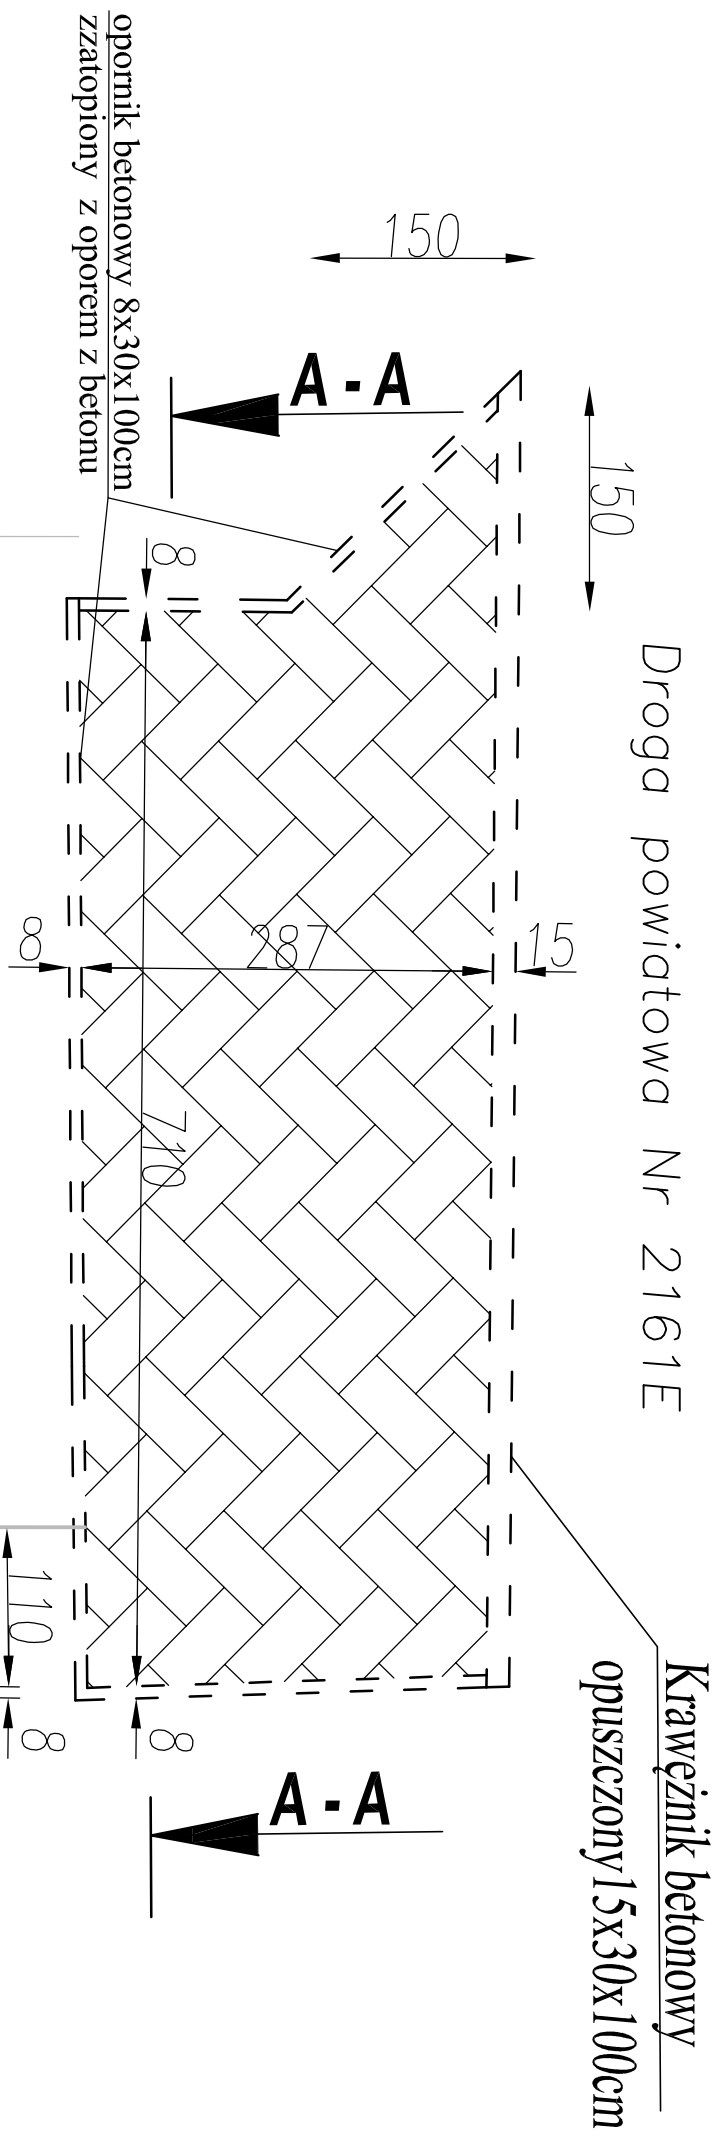 Droga powiatowa Nr 2161E
Krawężnik betonowy
opuszczony15x30x100cm
opornik betonowy 8x30x100cm
zzatopiony z oporem z betonu
150
150
A - A
8
15
287
8
710
110
8
8
A - A